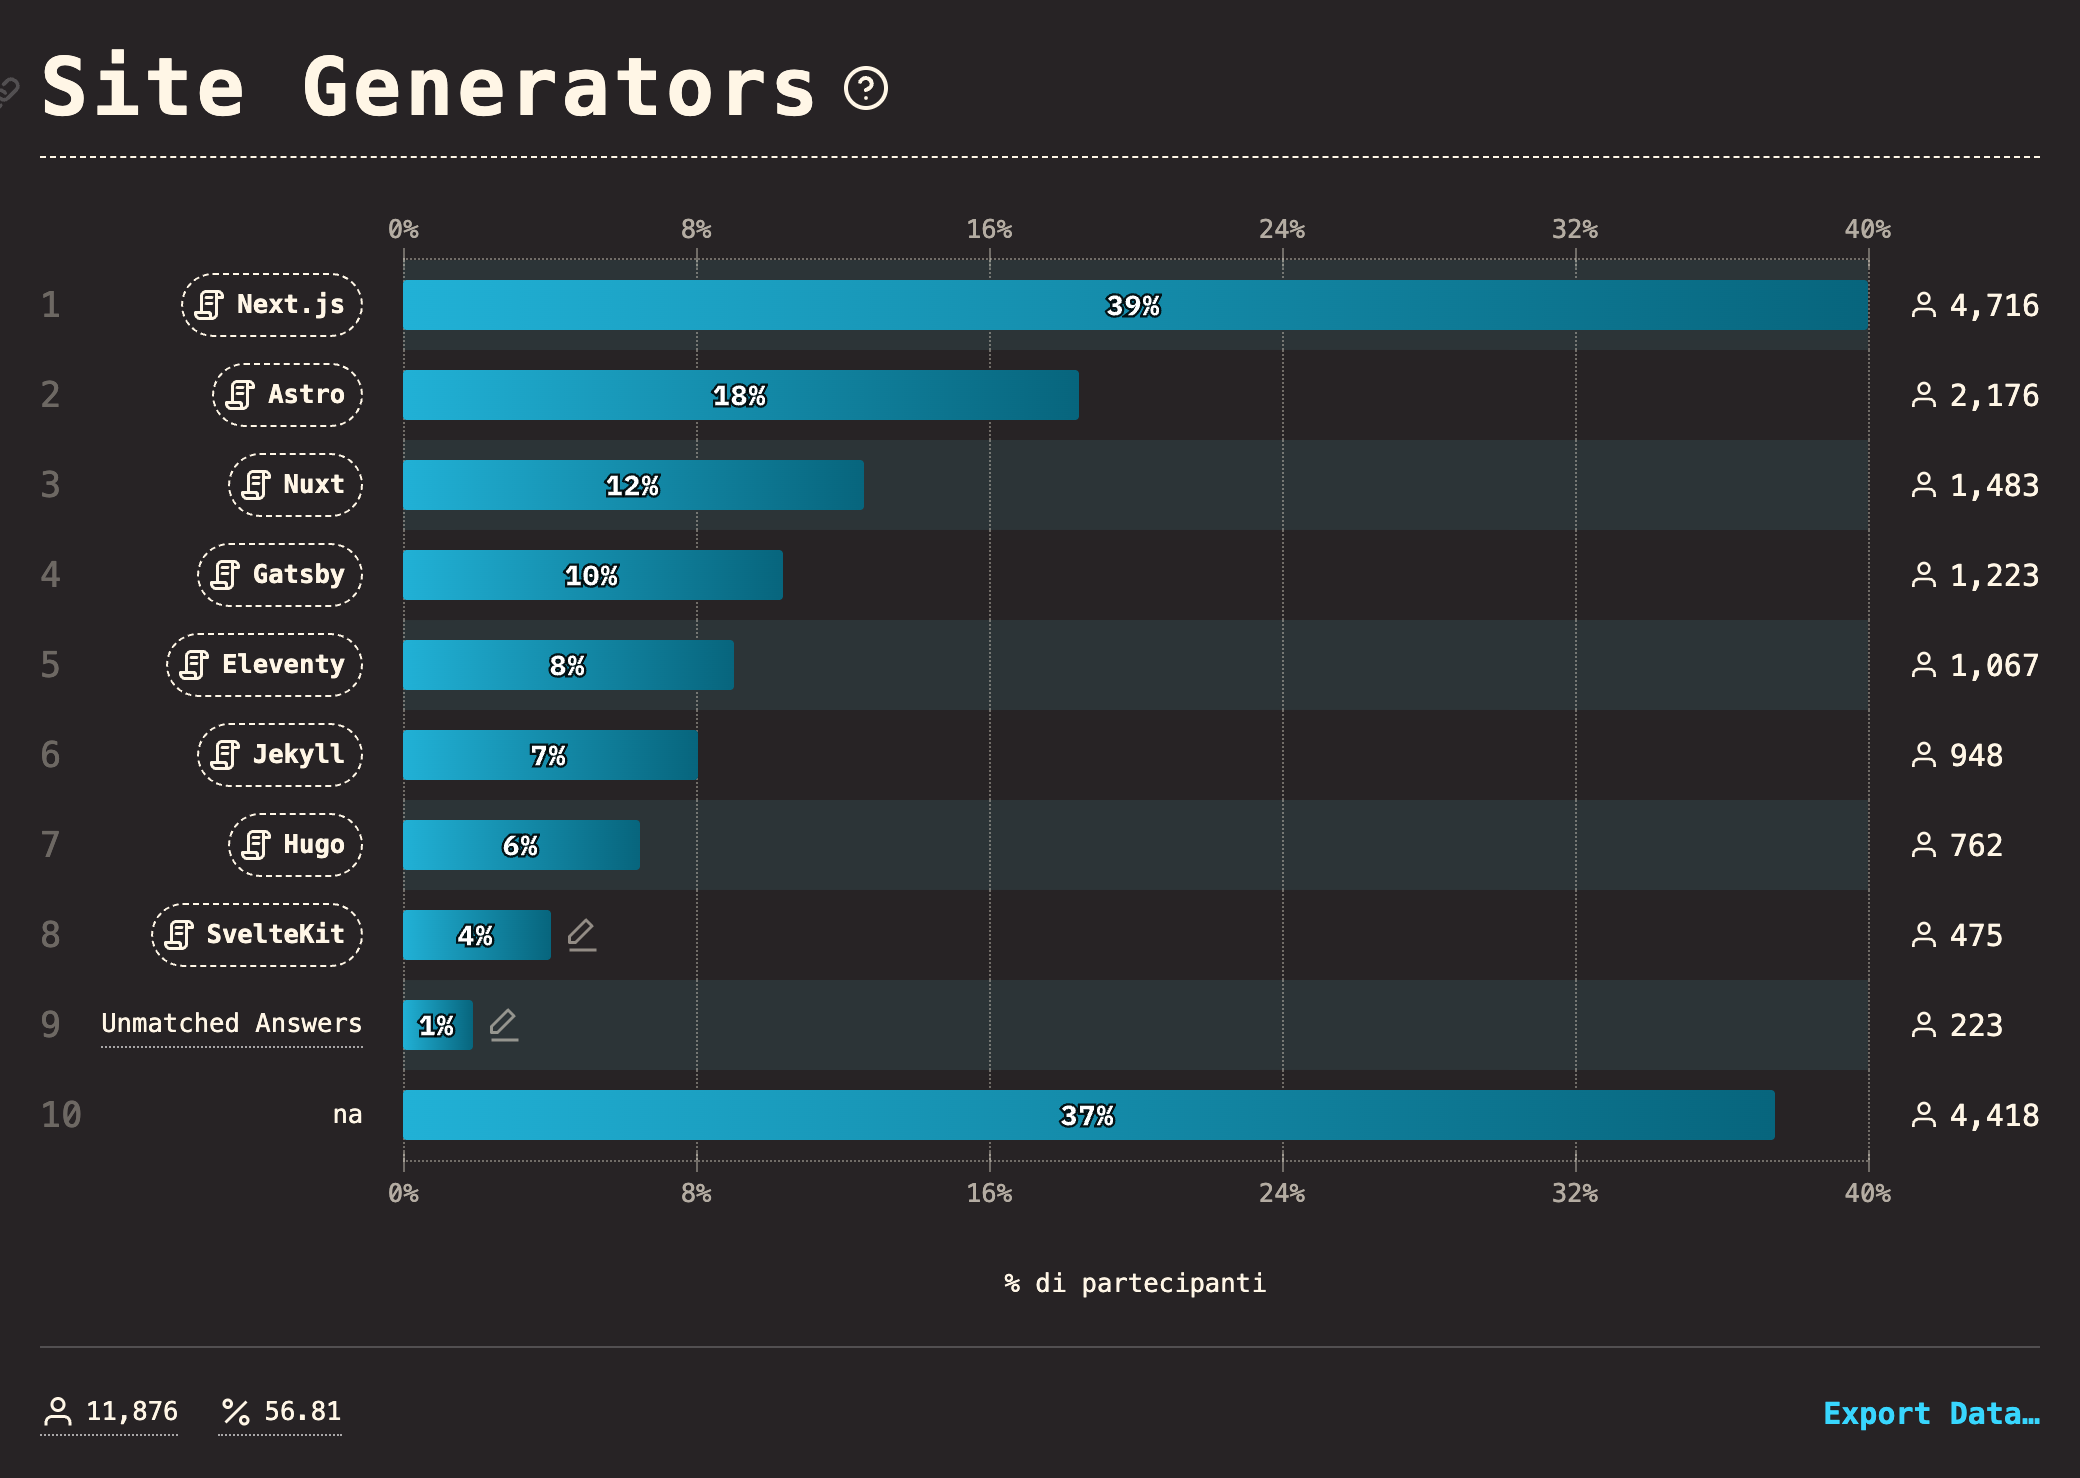 Site Generators
0% 8% 16% 24% 32% 40%
1 Next.js 39% 4,716
2 Astro 18% 2,176
3 Nuxt 12% 1,483
4 Gatsby 10% 1,223
5 Eleventy 8% 1,067
6 Jekyll 7% 948
7 Hugo 6% 762
8 SvelteKit 4% 475
9 Unmatched Answers 1% 223
10 na 37% 4,418
0% 8% 16% 24% 32% 40%
% di partecipanti
11,876 % 56.81 Export Data…